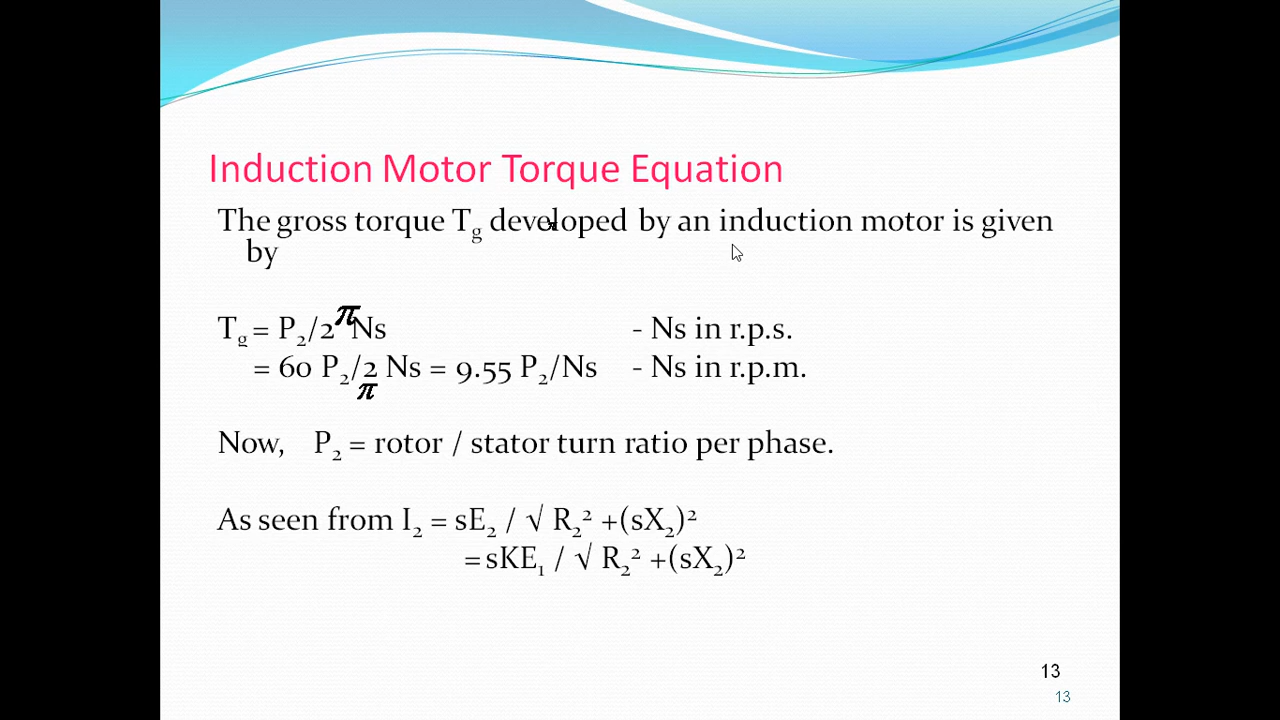 Induction Motor Torque Equation
The gross torque T₉ developed by an induction motor is given
by
T₉ = P₂/2πNs - Ns in r.p.s.
= 60 P₂/2π Ns = 9.55 P₂/Ns - Ns in r.p.m.
Now, P₂ = rotor / stator turn ratio per phase.
As seen from I₂ = sE₂ / √ R₂² +(sX₂)²
= sKE₁ / √ R₂² +(sX₂)²
13
13